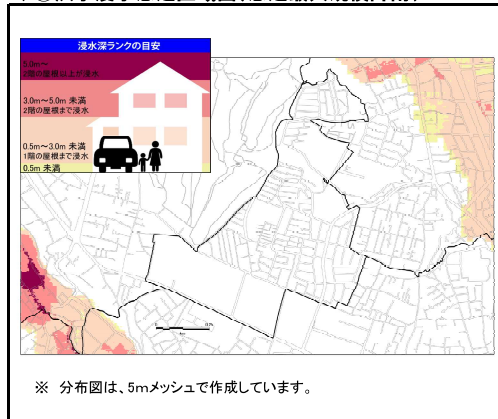 浸水深ランクの目安
5.0m～
2階の屋根以上が浸水
3.0m～5.0m 未満
2階の屋根まで浸水
0.5m～3.0m 未満
1階の屋根まで浸水
0.5m 未満
※ 分布図は、5mメッシュで作成しています。